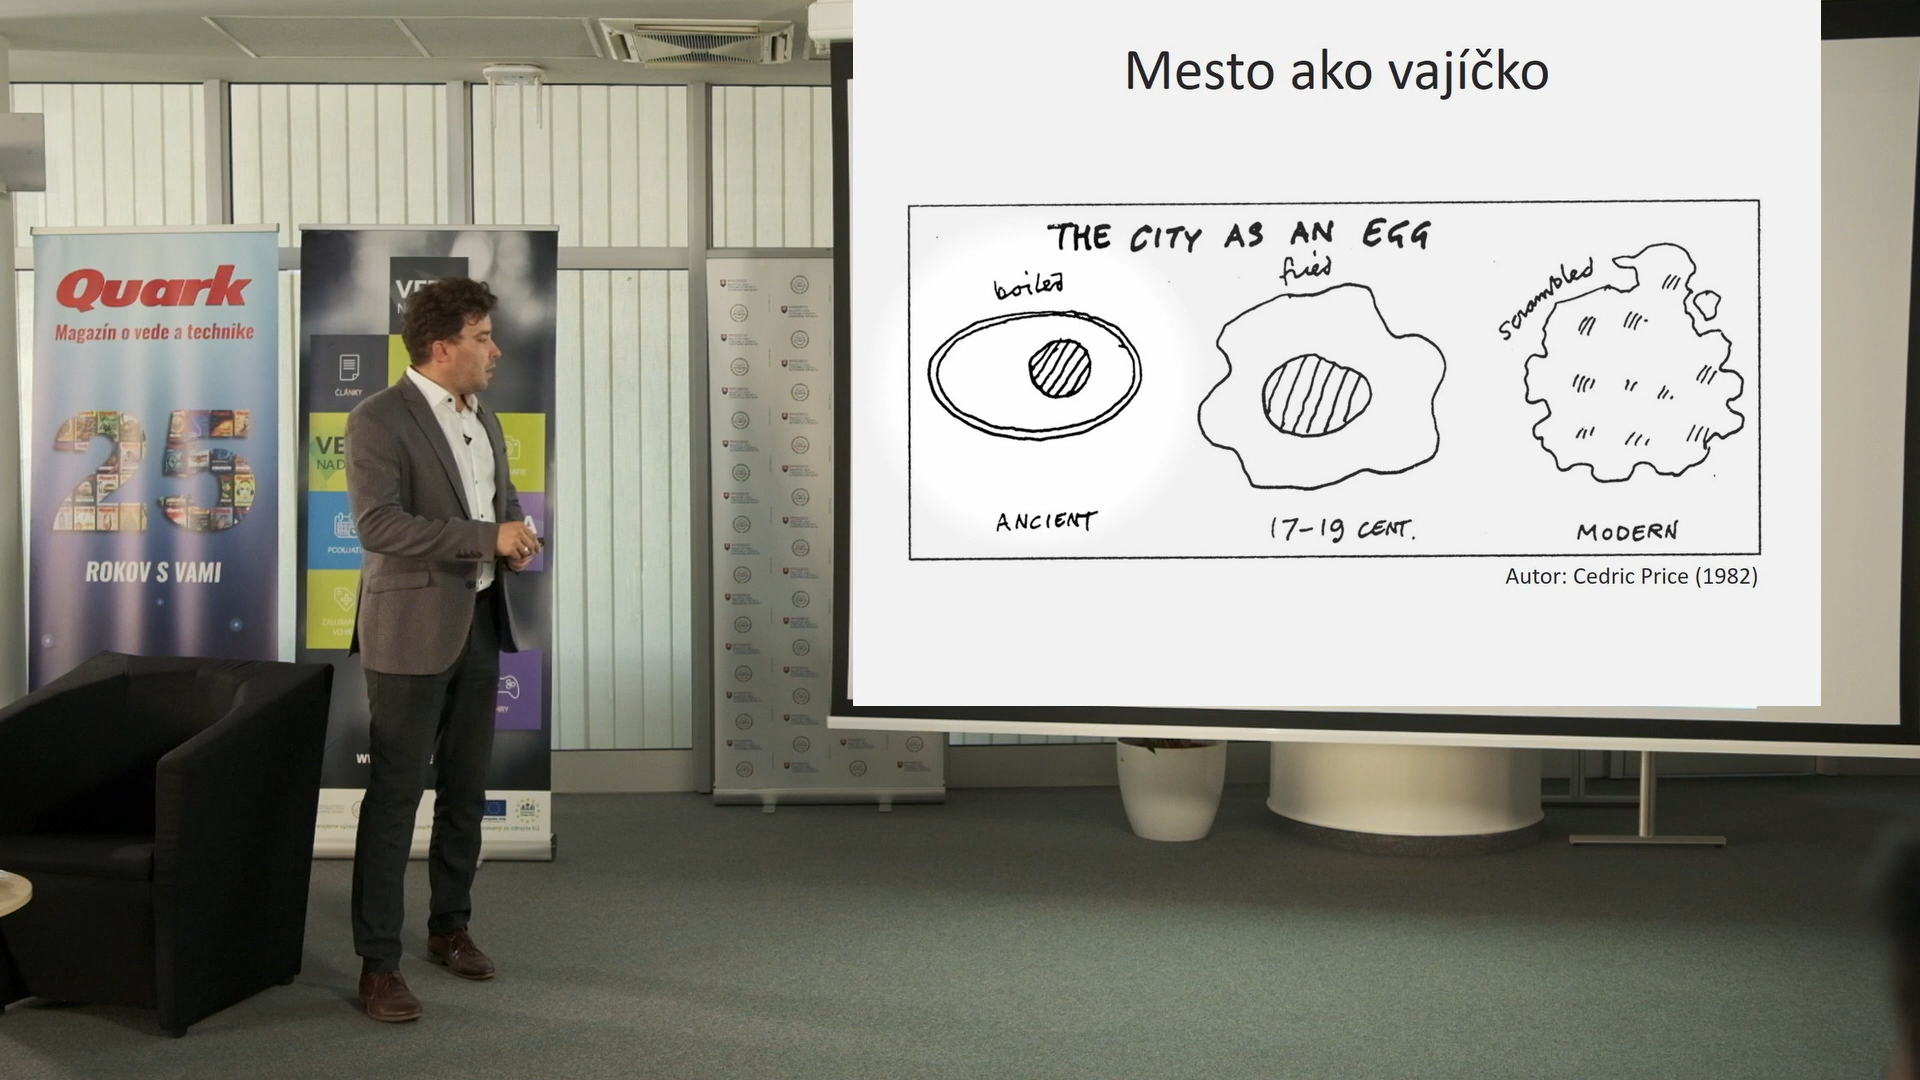 Mesto ako vajíčko
THE CITY AS AN EGG
boiled
fried
scrambled
ANCIENT
17-19 CENT.
MODERN
Autor: Cedric Price (1982)
Quark
Magazín o vede a technike
25
ROKOV S VAMI
ČLÁNKY